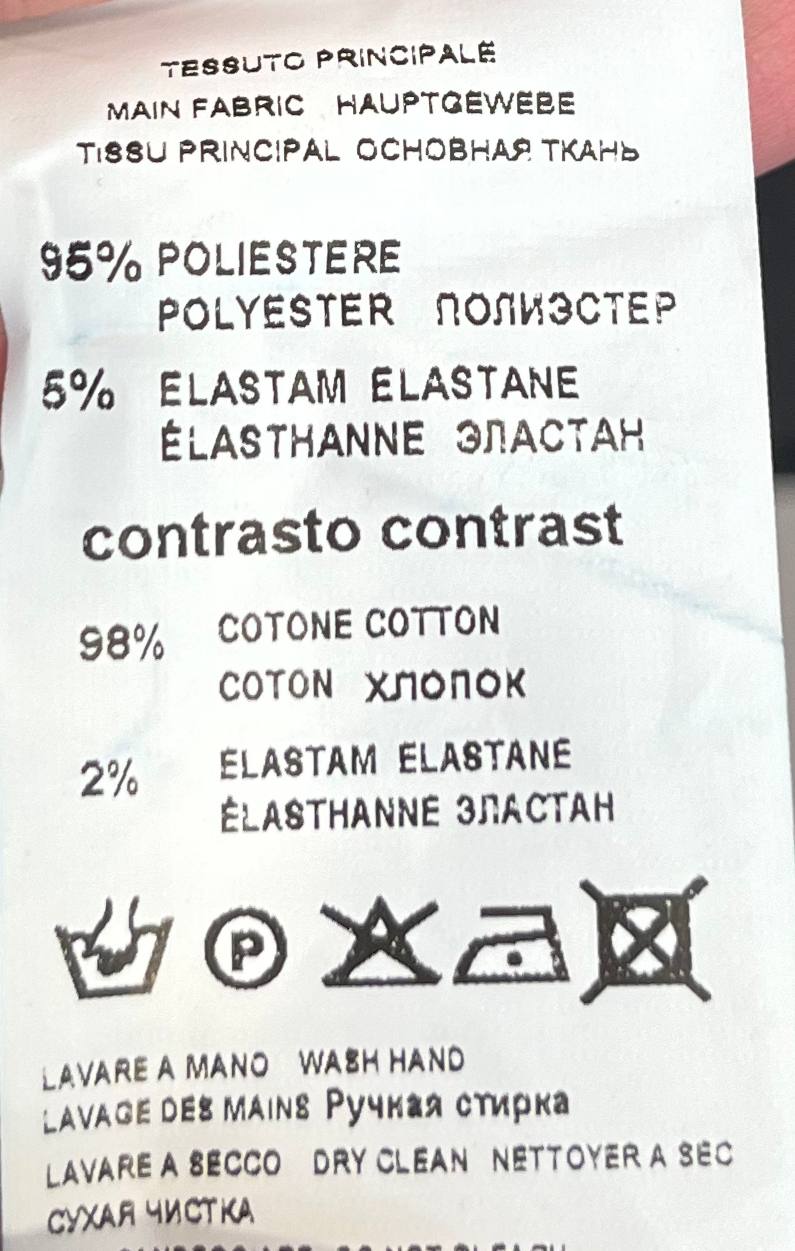 TESSUTO PRINCIPALE
MAIN FABRIC HAUPTGEWEBE
TISSU PRINCIPAL ОСНОВНАЯ ТКАНЬ
95% POLIESTERE
POLYESTER ПОЛИЭСТЕР
5% ELASTAM ELASTANE
ÉLASTHANNE ЭЛАСТАН
contrasto contrast
98% COTONE COTTON
COTON ХЛОПОК
2% ELASTAM ELASTANE
ÉLASTHANNE ЭЛАСТАН
P
LAVARE A MANO WASH HAND
LAVAGE DES MAINS Ручная стирка
LAVARE A SECCO DRY CLEAN NETTOYER A SEC
СУХАЯ ЧИСТКА